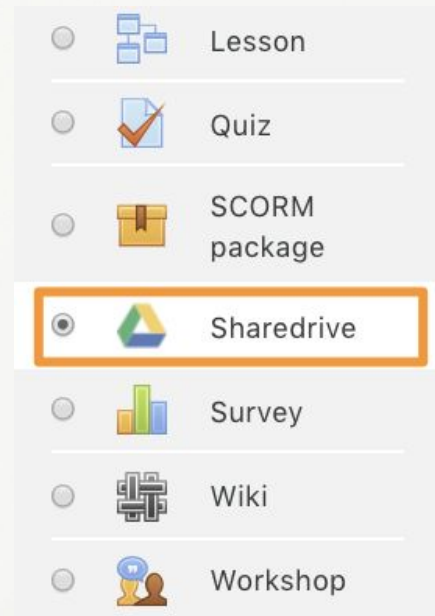 Lesson
Quiz
SCORM
package
Sharedrive
Survey
Wiki
Workshop